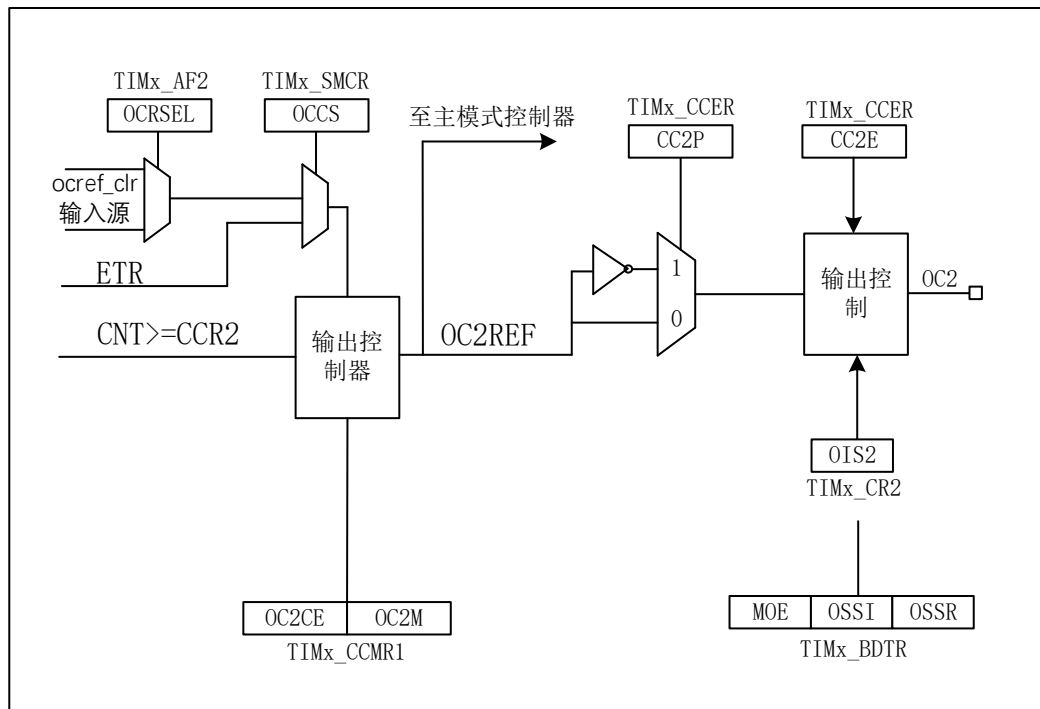 TIMx_AF2
TIMx_SMCR
OCRSEL
OCCS
至主模式控制器
TIMx_CCER
TIMx_CCER
CC2P
CC2E
ocref_clr
输入源
ETR
1
0
输出控
制
OC2
CNT>=CCR2
输出控
制器
OC2REF
OIS2
TIMx_CR2
OC2CE
OC2M
TIMx_CCMR1
MOE
OSSI
OSSR
TIMx_BDTR